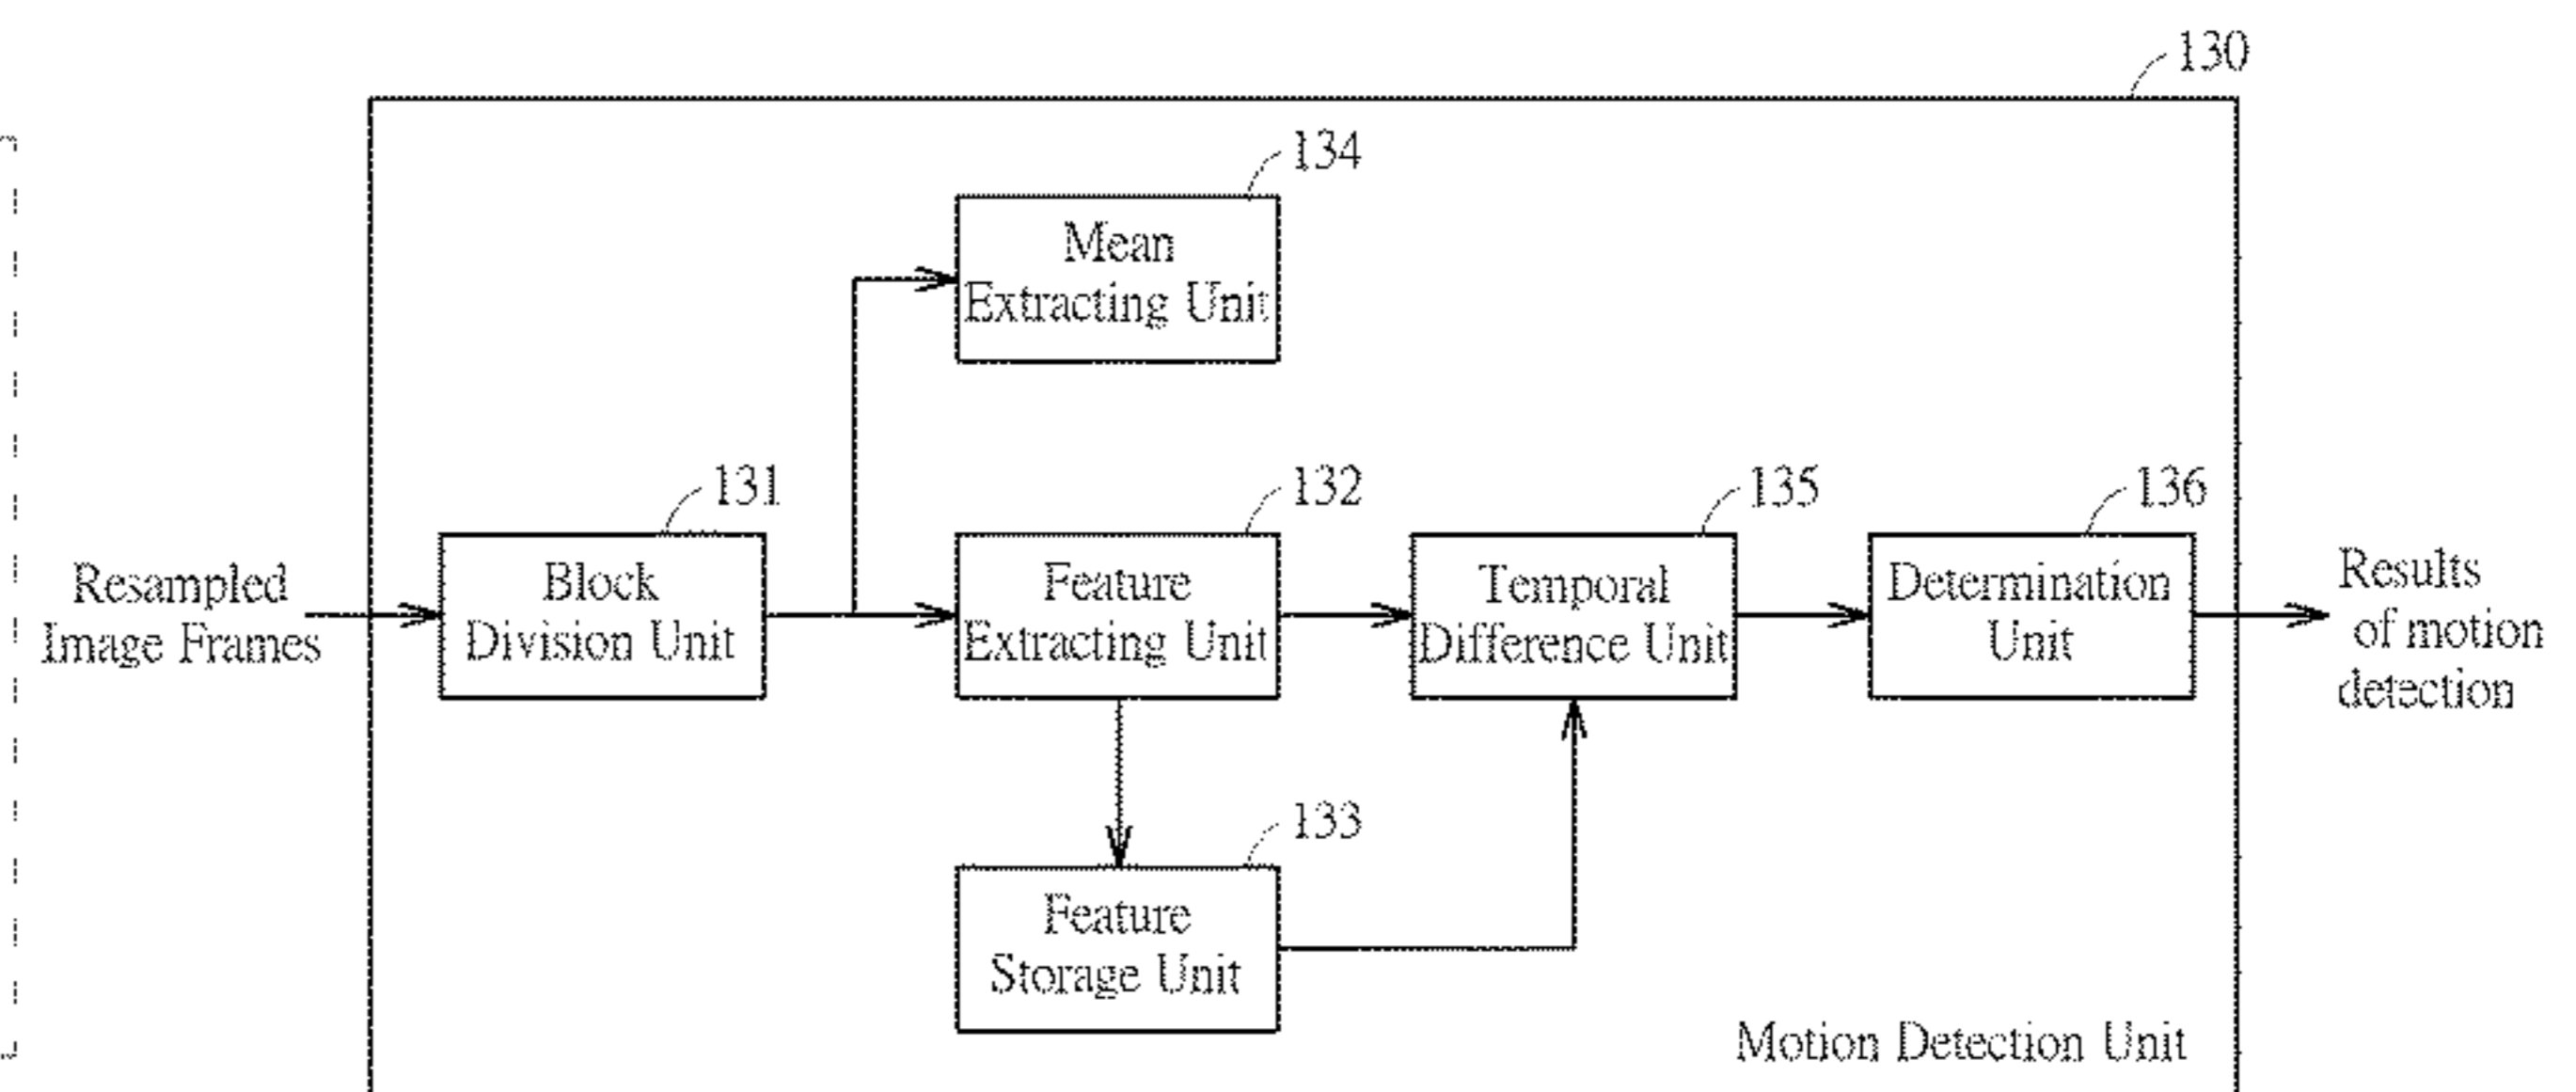 130
134
Mean
Extracting Unit
131
132
135
136
Resampled
Image Frames
Block
Division Unit
Feature
Extracting Unit
Temporal
Difference Unit
Determination
Unit
Results
of motion
detection
133
Feature
Storage Unit
Motion Detection Unit